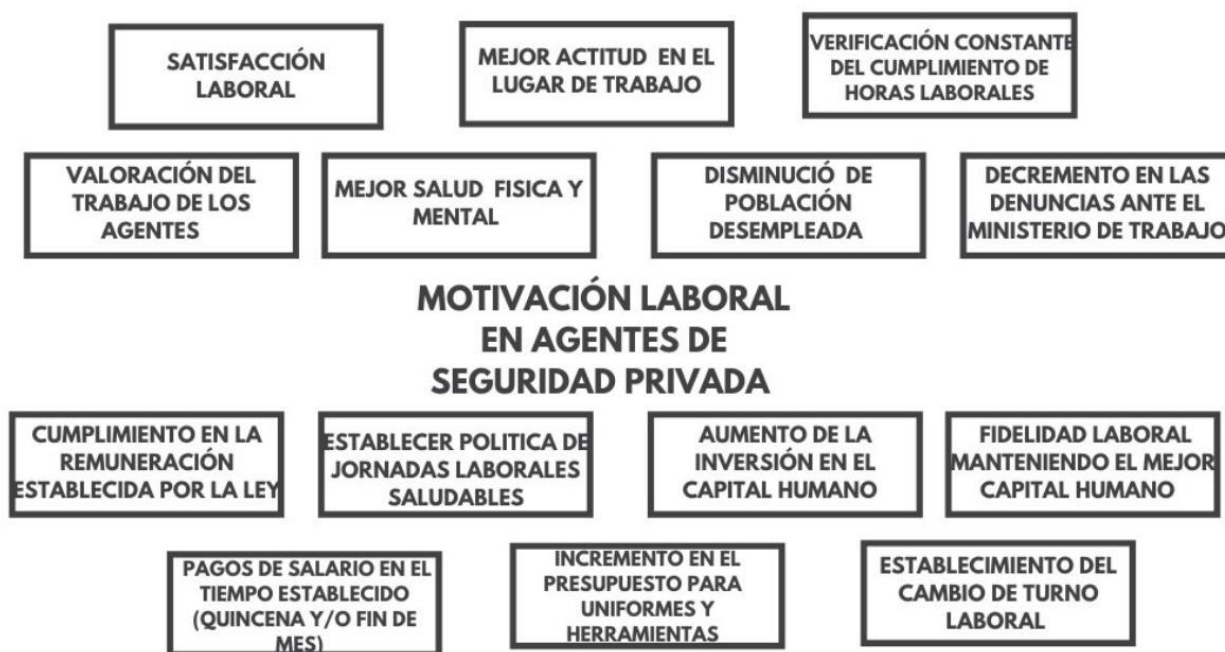 SATISFACCIÓN
LABORAL
MEJOR ACTITUD EN EL
LUGAR DE TRABAJO
VERIFICACIÓN CONSTANTE
DEL CUMPLIMIENTO DE
HORAS LABORALES
VALORACIÓN DEL
TRABAJO DE LOS
AGENTES
MEJOR SALUD FISICA Y
MENTAL
DISMINUCIÓ DE
POBLACIÓN
DESEMPLEADA
DECREMENTO EN LAS
DENUNCIAS ANTE EL
MINISTERIO DE TRABAJO
MOTIVACIÓN LABORAL
EN AGENTES DE
SEGURIDAD PRIVADA
CUMPLIMIENTO EN LA
REMUNERACIÓN
ESTABLECIDA POR LA LEY
ESTABLECER POLITICA DE
JORNADAS LABORALES
SALUDABLES
AUMENTO DE LA
INVERSIÓN EN EL
CAPITAL HUMANO
FIDELIDAD LABORAL
MANTENIENDO EL MEJOR
CAPITAL HUMANO
PAGOS DE SALARIO EN EL
TIEMPO ESTABLECIDO
(QUINCENA Y/O FIN DE
MES)
INCREMENTO EN EL
PRESUPUESTO PARA
UNIFORMES Y
HERRAMIENTAS
ESTABLECIMIENTO DEL
CAMBIO DE TURNO
LABORAL